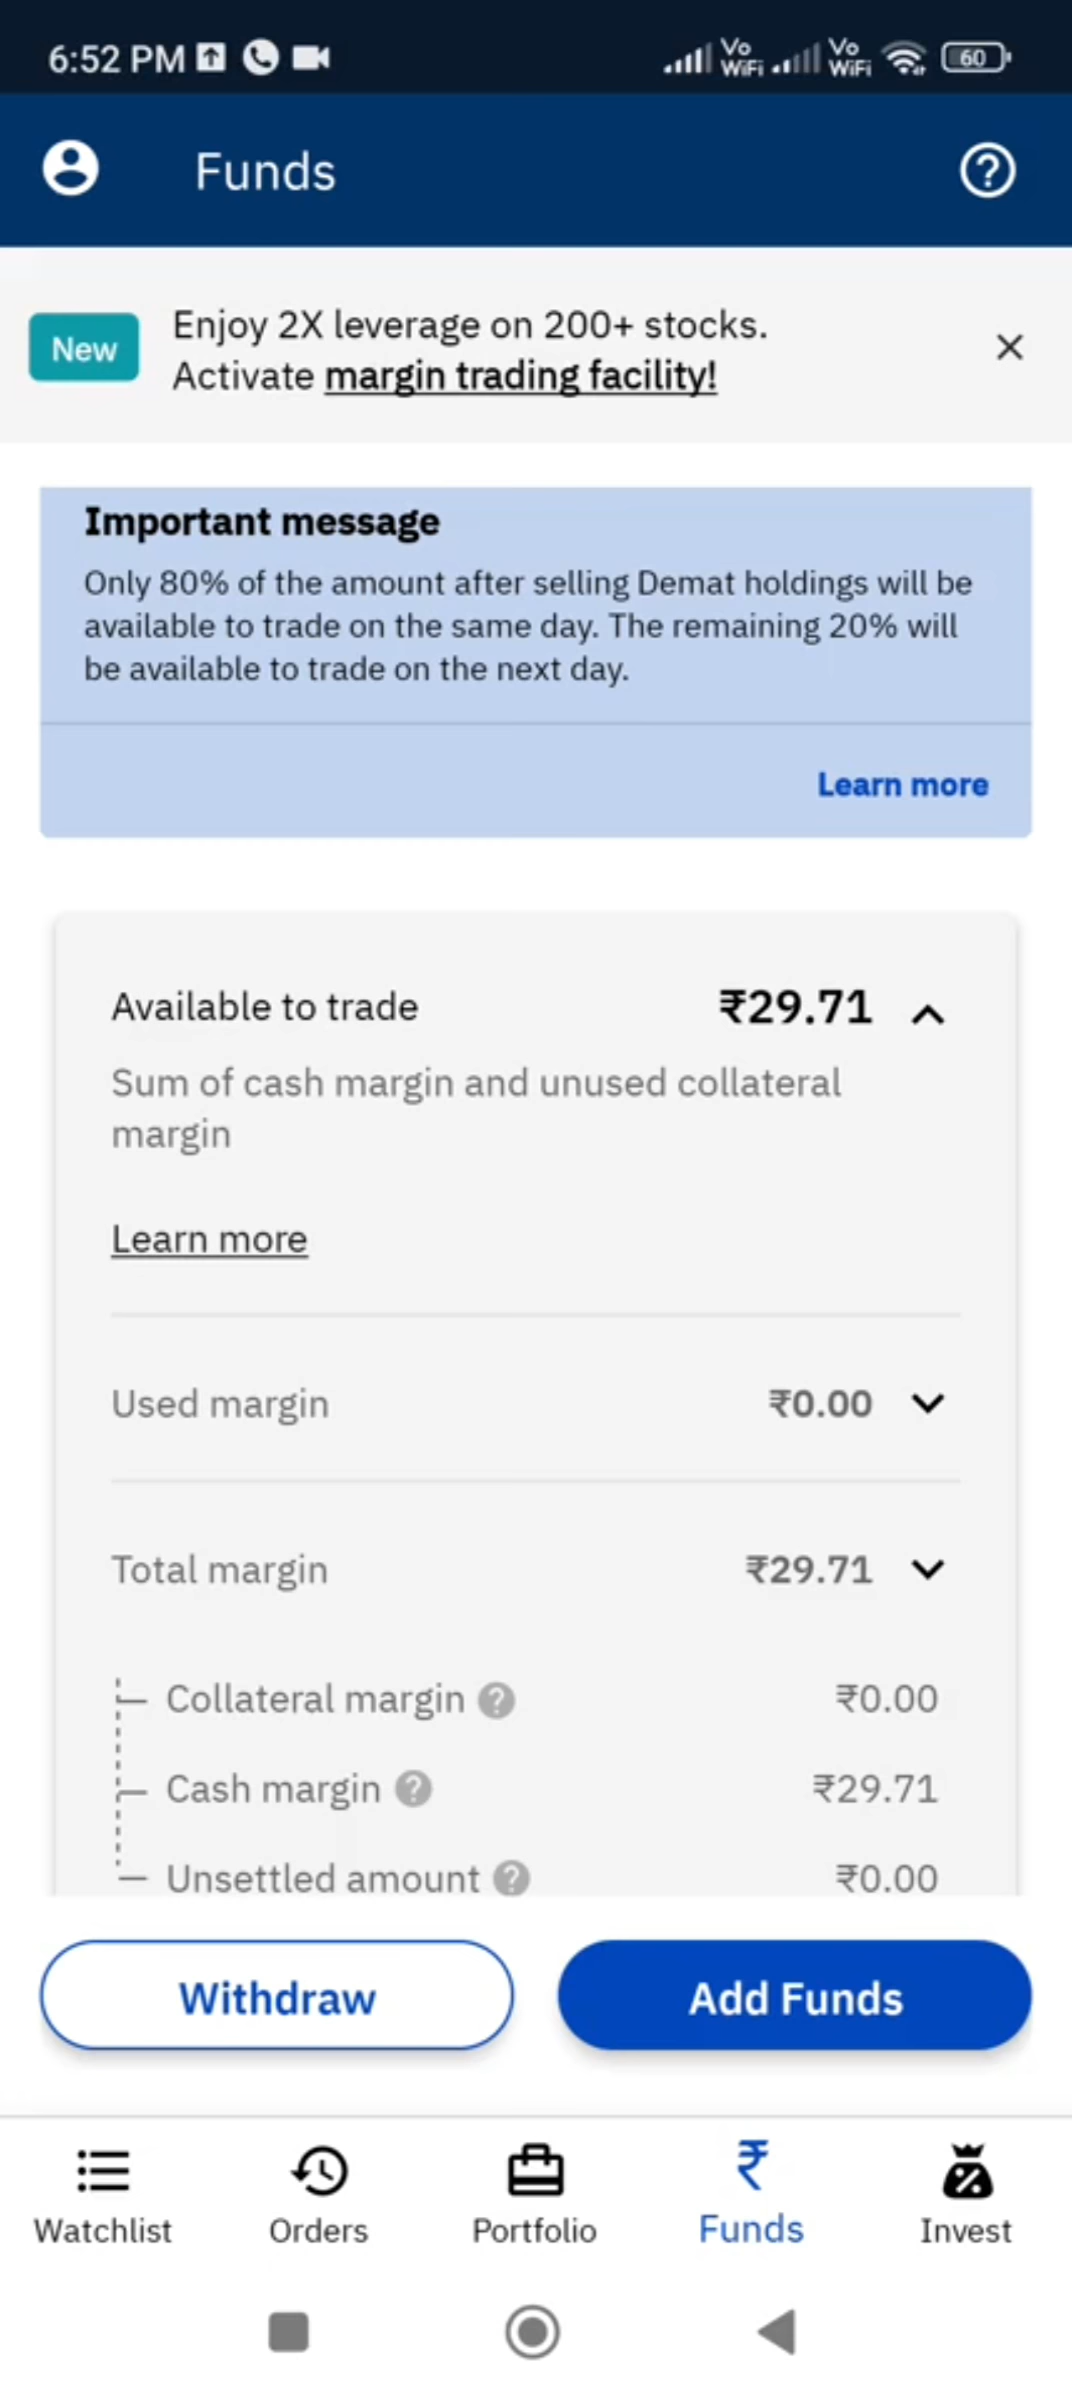 6:52 PM Vo WiFi Vo WiFi 60
Funds
New
Enjoy 2X leverage on 200+ stocks.
Activate margin trading facility!
Important message
Only 80% of the amount after selling Demat holdings will be
available to trade on the same day. The remaining 20% will
be available to trade on the next day.
Learn more
Available to trade ₹29.71
Sum of cash margin and unused collateral
margin
Learn more
Used margin ₹0.00
Total margin ₹29.71
Collateral margin ? ₹0.00
Cash margin ? ₹29.71
Unsettled amount ? ₹0.00
Withdraw Add Funds
Watchlist Orders Portfolio Funds Invest